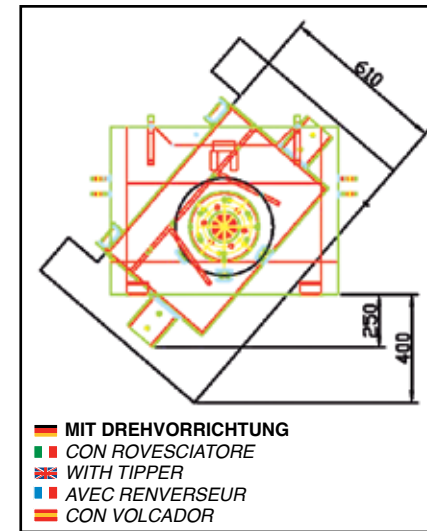 610
250
400
MIT DREHVORRICHTUNG
CON ROVESCIATORE
WITH TIPPER
AVEC RENVERSEUR
CON VOLCADOR